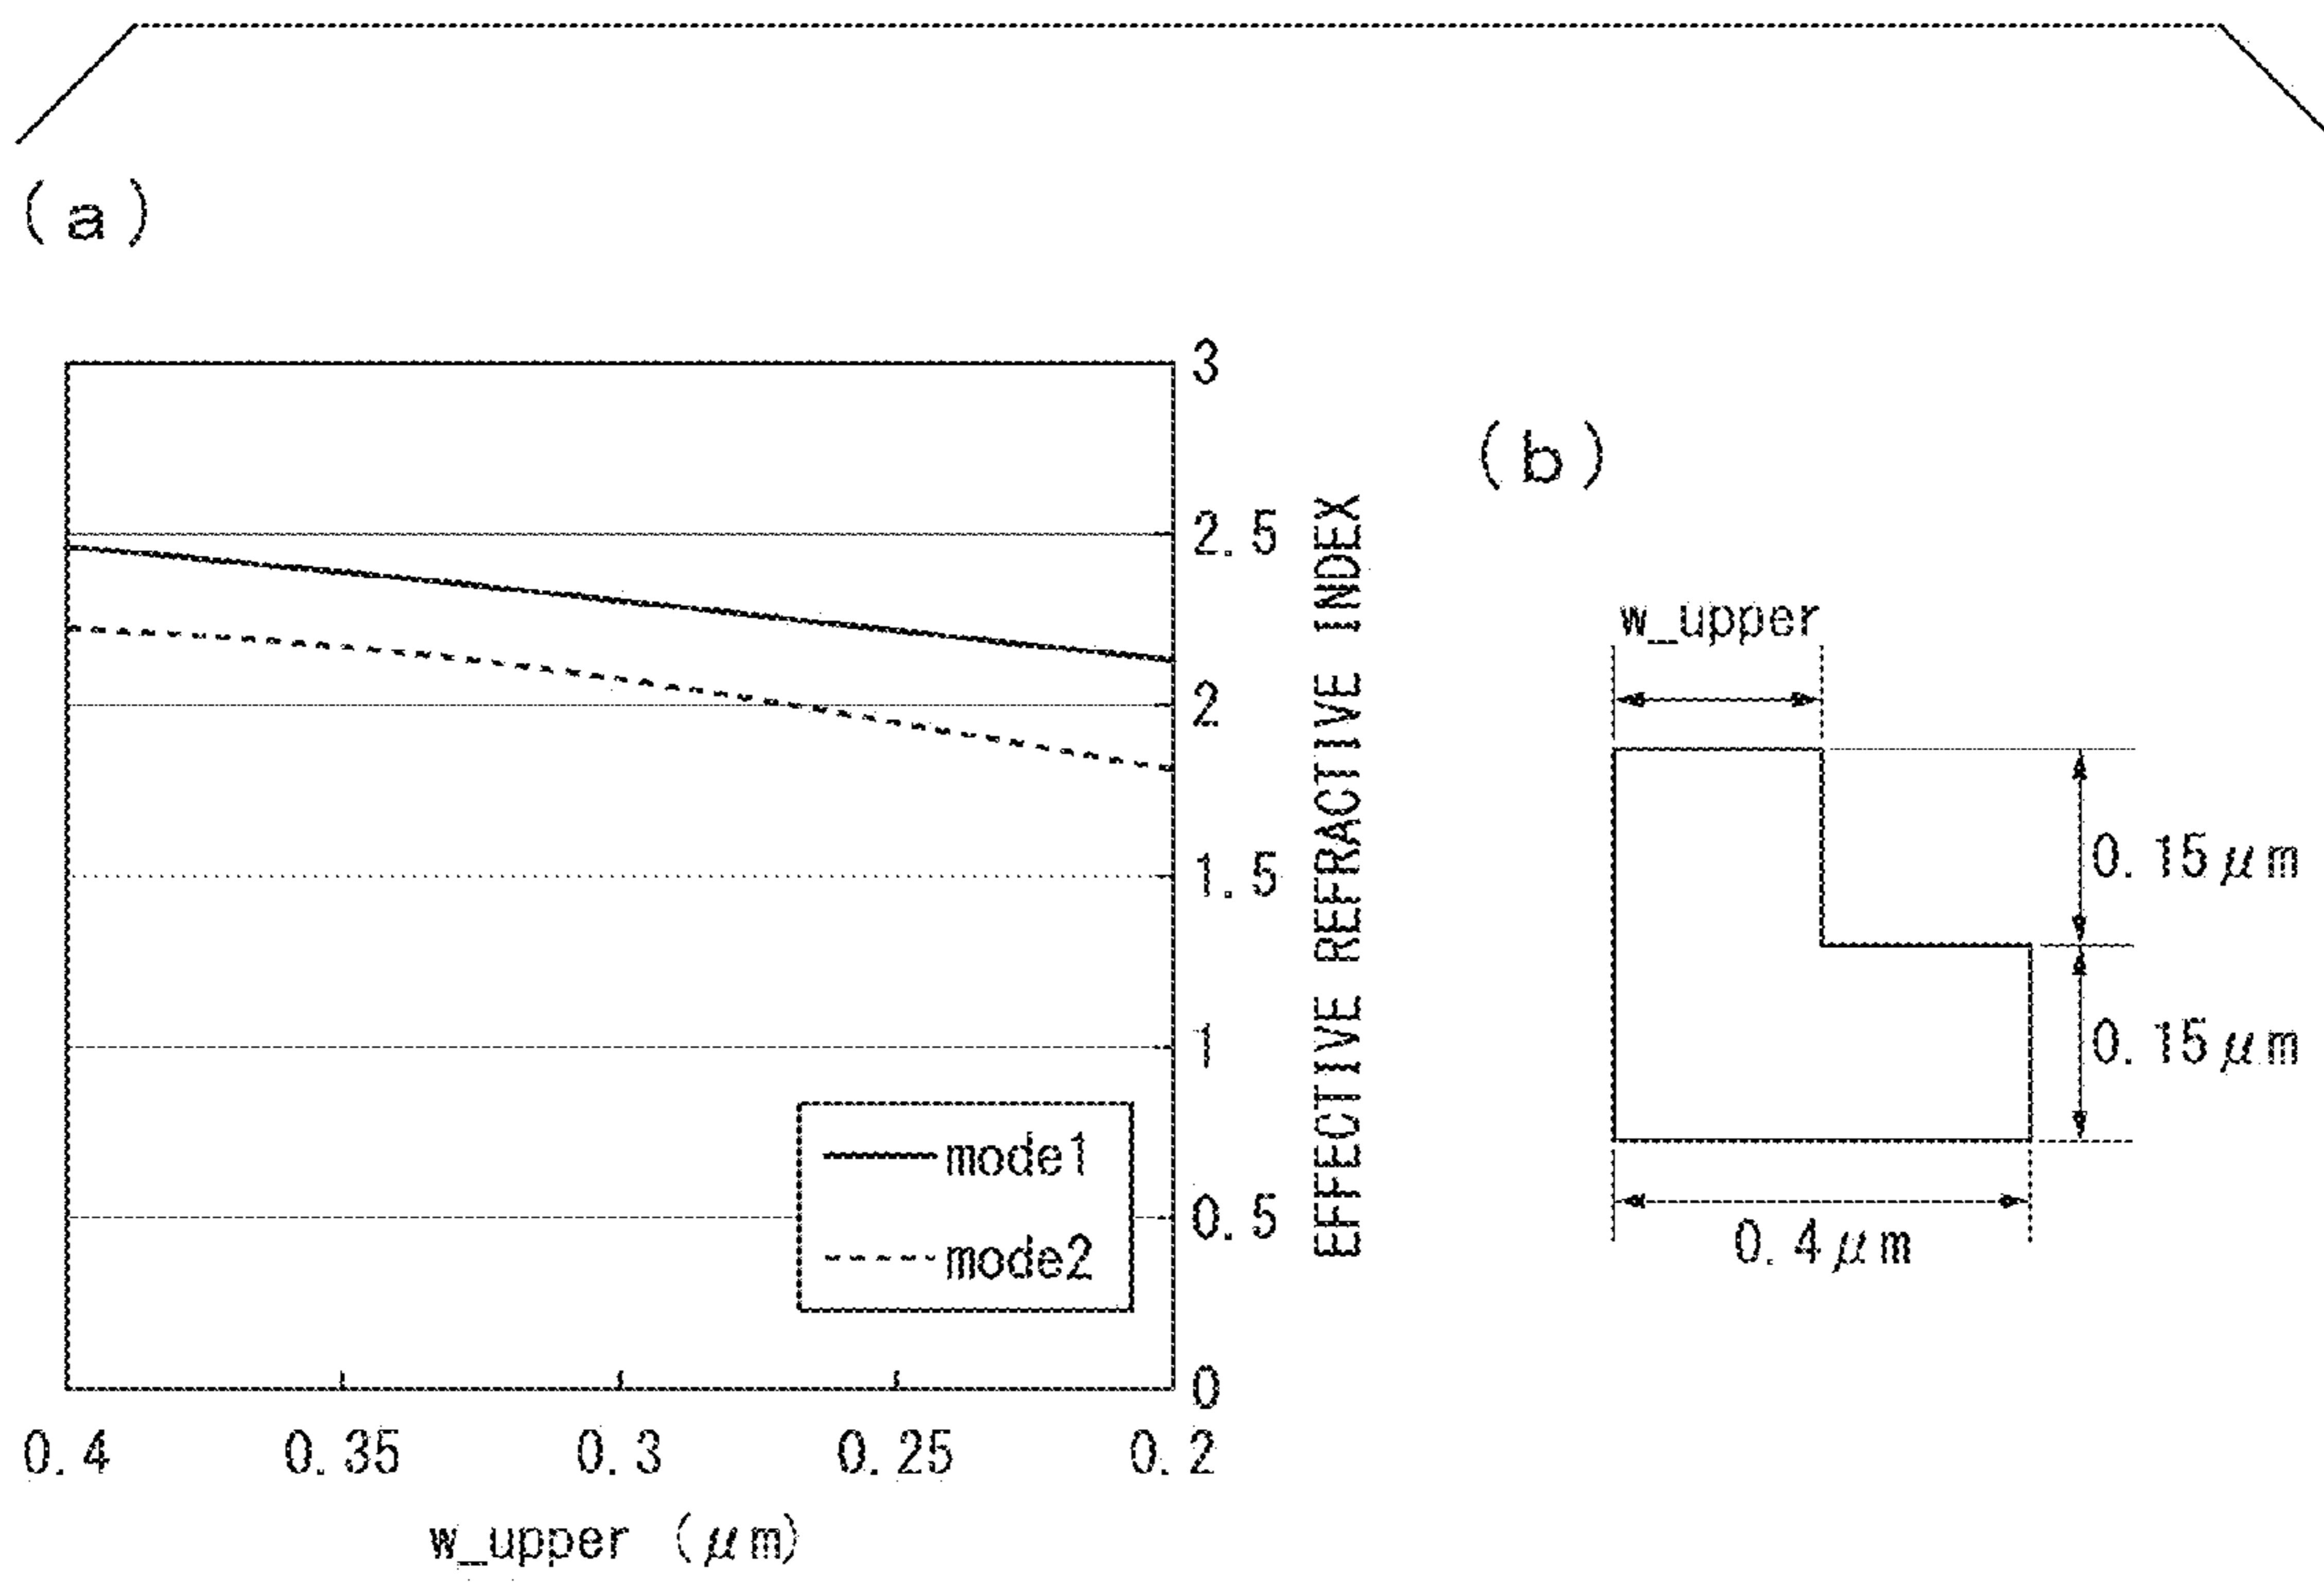 (a)
3
2.5
2
1.5
1
0.5
0
EFFECTIVE REFRACTIVE INDEX
mode1
mode2
0.4 0.35 0.3 0.25 0.2
w_upper (μm)
(b)
w_upper
0.15μm
0.15μm
0.4μm